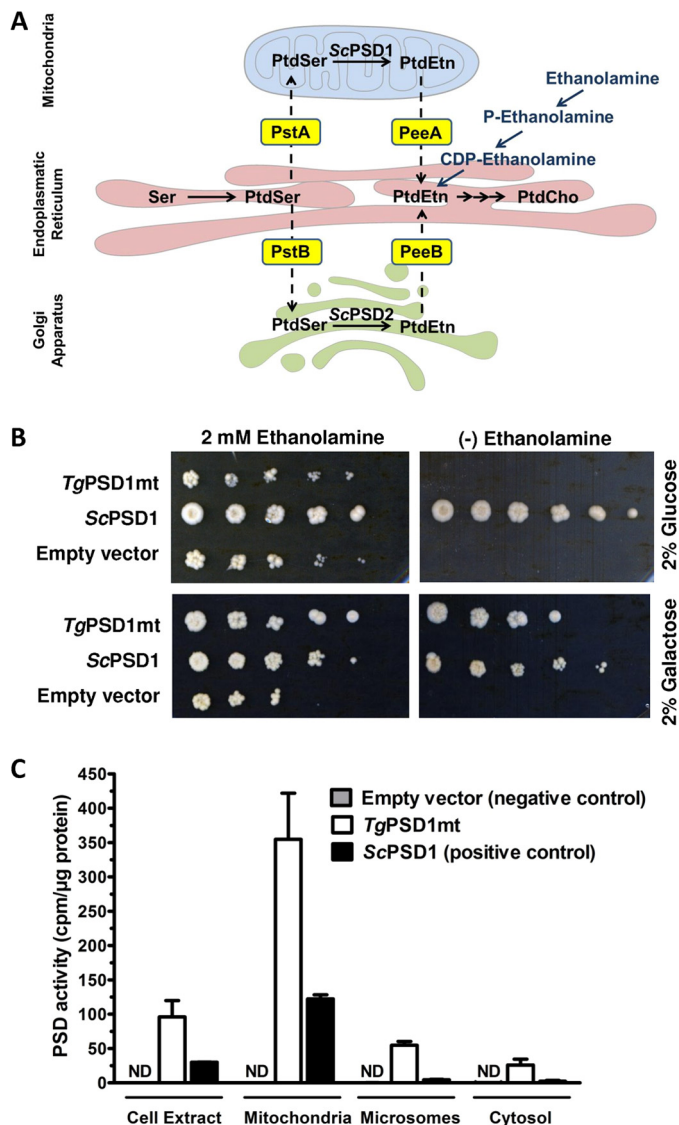 A
Mitochondria
ScPSD1
PtdSer
PtdEtn
Ethanolamine
PstA
PeeA
P-Ethanolamine
CDP-Ethanolamine
Endoplasmatic
Reticulum
Ser
PtdSer
PtdEtn
PtdCho
PstB
PeeB
Golgi
Apparatus
ScPSD2
PtdSer
PtdEtn
B
2 mM Ethanolamine
(-) Ethanolamine
TgPSD1mt
ScPSD1
Empty vector
2% Glucose
TgPSD1mt
ScPSD1
Empty vector
2% Galactose
C
PSD activity (cpm/µg protein)
450
400
350
300
250
200
150
100
50
0
Empty vector (negative control)
TgPSD1mt
ScPSD1 (positive control)
ND
ND
ND
ND
Cell Extract
Mitochondria
Microsomes
Cytosol